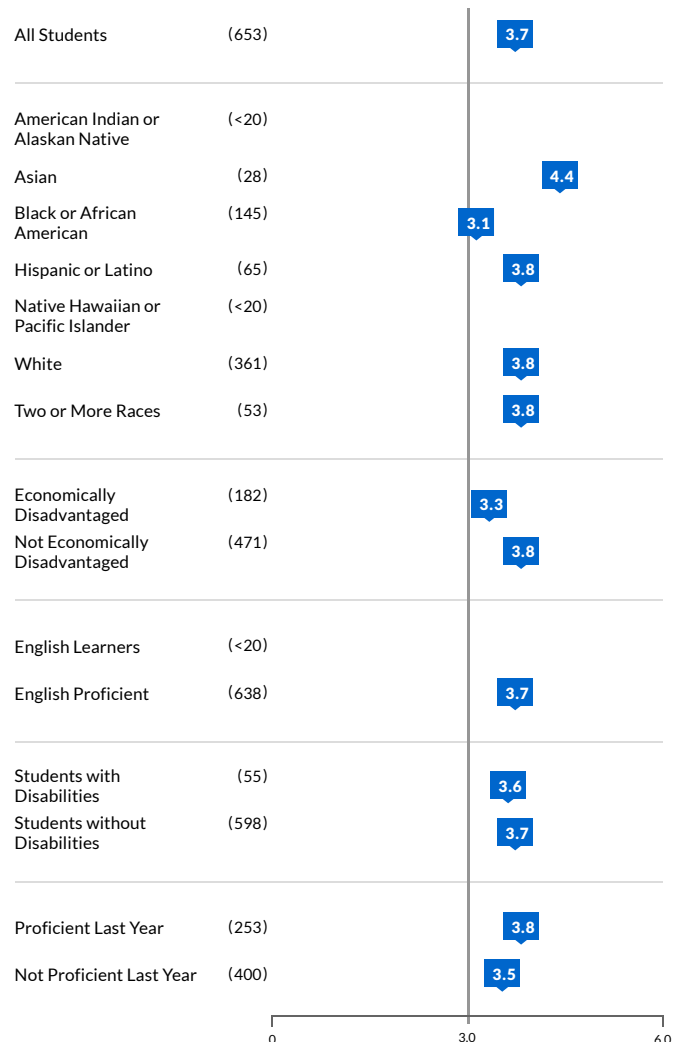 All Students (653) 3.7
American Indian or (<20)
Alaskan Native
Asian (28) 4.4
Black or African (145) 3.1
American
Hispanic or Latino (65) 3.8
Native Hawaiian or (<20)
Pacific Islander
White (361) 3.8
Two or More Races (53) 3.8
Economically (182) 3.3
Disadvantaged
Not Economically (471) 3.8
Disadvantaged
English Learners (<20)
English Proficient (638) 3.7
Students with (55) 3.6
Disabilities
Students without (598) 3.7
Disabilities
Proficient Last Year (253) 3.8
Not Proficient Last Year (400) 3.5
0 3.0 6.0